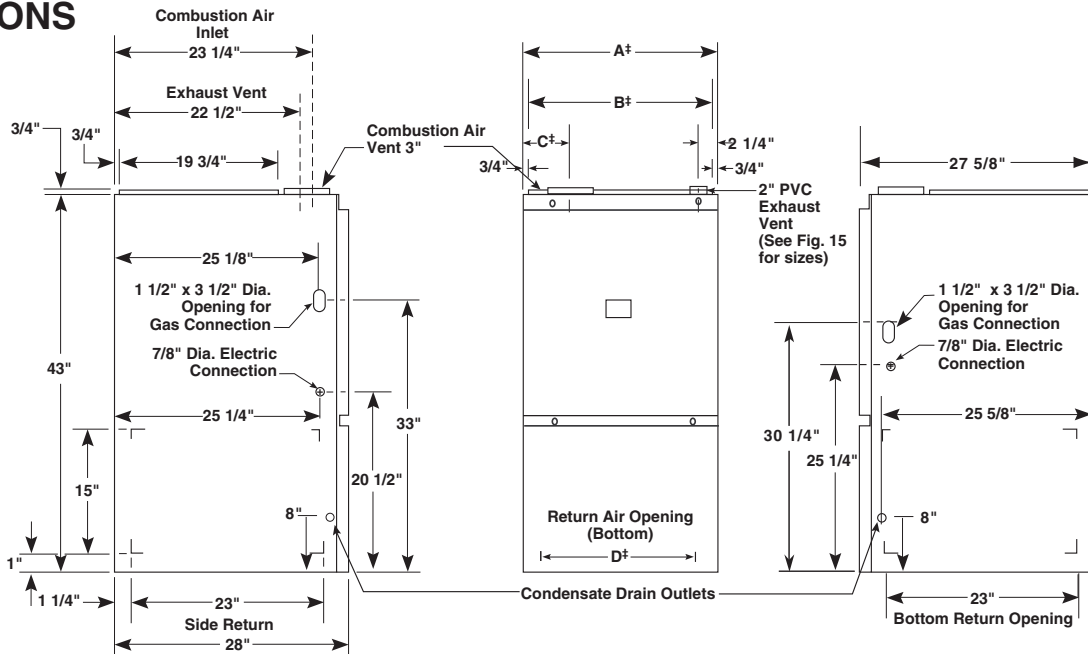 ONS
Combustion Air
Inlet
23 1/4"
Exhaust Vent
22 1/2"
3/4"
3/4"
19 3/4"
Combustion Air
Vent 3"
25 1/8"
1 1/2" x 3 1/2" Dia.
Opening for
Gas Connection
7/8" Dia. Electric
Connection
43"
25 1/4"
33"
20 1/2"
15"
8"
1"
1 1/4"
23"
Side Return
28"
A‡
B‡
C‡
2 1/4"
3/4"
3/4"
2" PVC
Exhaust
Vent
(See Fig. 15
for sizes)
Return Air Opening
(Bottom)
D‡
Condensate Drain Outlets
27 5/8"
1 1/2" x 3 1/2" Dia.
Opening for
Gas Connection
7/8" Dia. Electric
Connection
25 5/8"
30 1/4"
25 1/4"
8"
23"
Bottom Return Opening